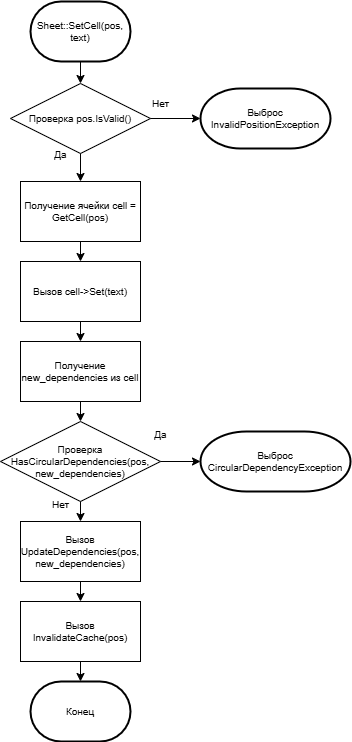 Sheet::SetCell(pos,
text)
Проверка pos.IsValid()
Нет
Выброс
InvalidPositionException
Да
Получение ячейки cell =
GetCell(pos)
Вызов cell->Set(text)
Получение
new_dependencies из cell
Проверка
HasCircularDependencies(pos,
new_dependencies)
Да
Выброс
CircularDependencyException
Нет
Вызов
UpdateDependencies(pos,
new_dependencies)
Вызов
InvalidateCache(pos)
Конец